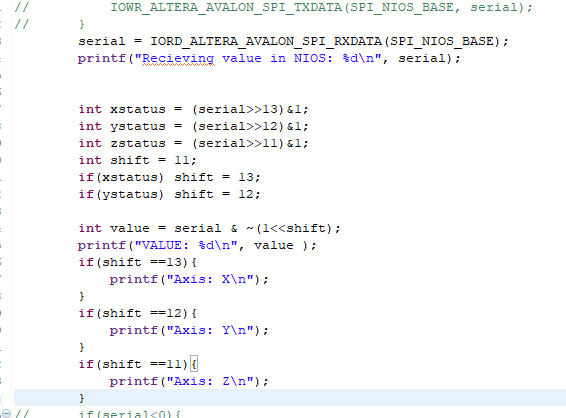 //          IOWR_ALTERA_AVALON_SPI_TXDATA(SPI_NIOS_BASE, serial);
//      }
        serial = IORD_ALTERA_AVALON_SPI_RXDATA(SPI_NIOS_BASE);
        printf("Recieving value in NIOS: %d\n", serial);
        int xstatus = (serial>>13)&1;
        int ystatus = (serial>>12)&1;
        int zstatus = (serial>>11)&1;
        int shift = 11;
        if(xstatus) shift = 13;
        if(ystatus) shift = 12;
        int value = serial & ~(1<<shift);
        printf("VALUE: %d\n", value );
        if(shift ==13){
            printf("Axis: X\n");
        }
        if(shift ==12){
            printf("Axis: Y\n");
        }
        if(shift ==11){
            printf("Axis: Z\n");
        }
//      if(serial<0){